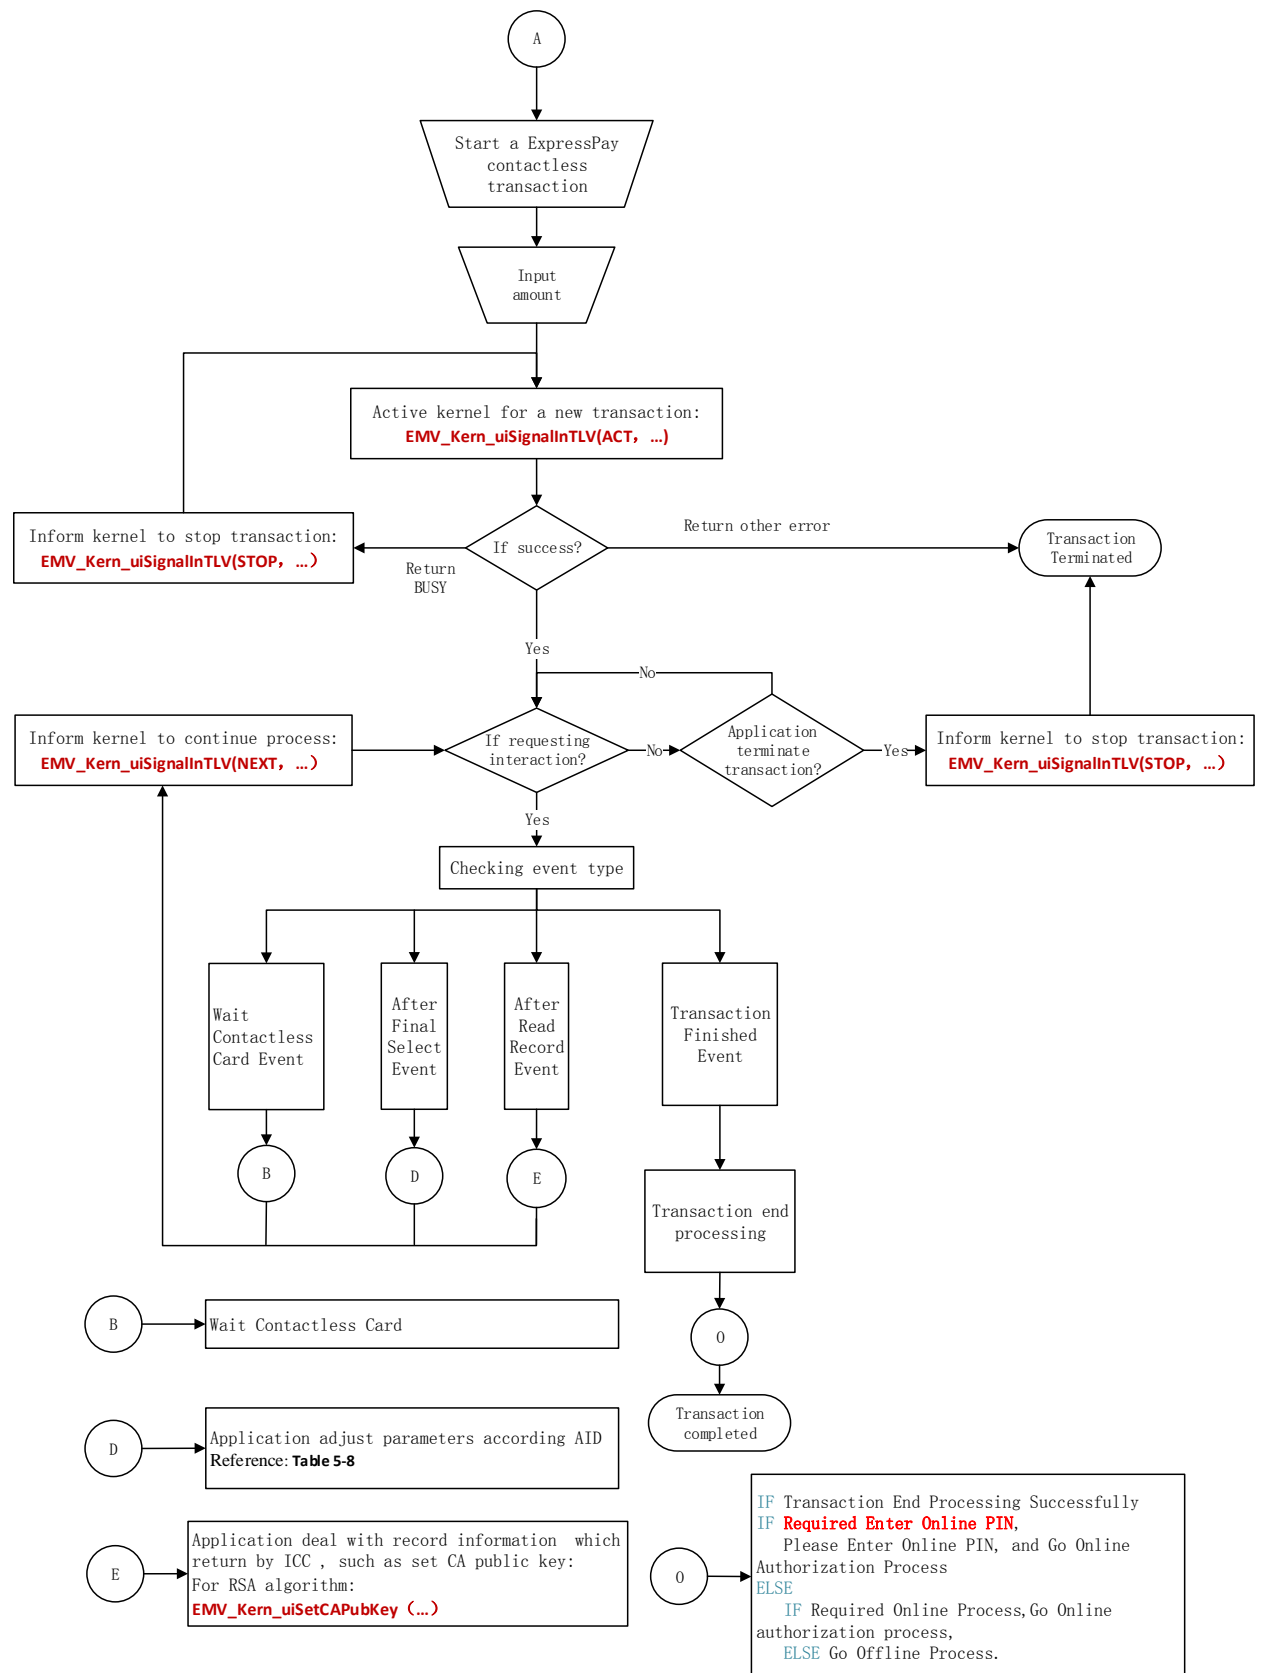 A
Start a ExpressPay
contactless
transaction
Input
amount
Active kernel for a new transaction:
EMV_Kern_uiSignalInTLV(ACT，…)
Inform kernel to stop transaction:
EMV_Kern_uiSignalInTLV(STOP，…）
Return
BUSY
If success?
Return other error
Transaction
Terminated
Yes
No
Inform kernel to continue process:
EMV_Kern_uiSignalInTLV(NEXT，…）
If requesting
interaction?
No
Application
terminate
transaction?
Yes
Inform kernel to stop transaction:
EMV_Kern_uiSignalInTLV(STOP，…）
Yes
Checking event type
Wait
Contactless
Card Event
After
Final
Select
Event
After
Read
Record
Event
Transaction
Finished
Event
B
D
E
Transaction end
processing
O
Transaction
completed
B
Wait Contactless Card
D
Application adjust parameters according AID
Reference: Table 5-8
E
Application deal with record information  which
return by ICC , such as set CA public key:
For RSA algorithm:
EMV_Kern_uiSetCAPubKey（…）
O
IF Transaction End Processing Successfully
IF Required Enter Online PIN,
Please Enter Online PIN, and Go Online
Authorization Process
ELSE
IF Required Online Process,Go Online
authorization process,
ELSE Go Offline Process.